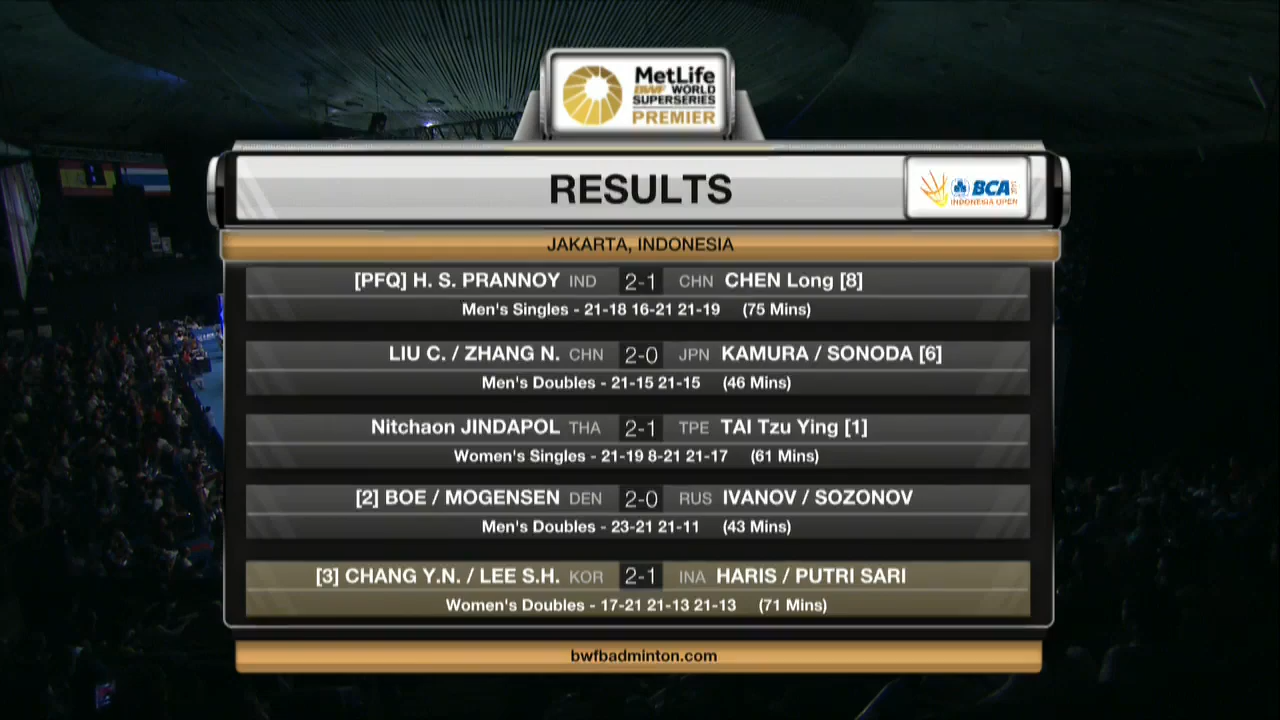 MetLife
BWF WORLD
SUPERSERIES
PREMIER
RESULTS
BCA
INDONESIA OPEN
JAKARTA, INDONESIA
[PFQ] H. S. PRANNOY IND 2-1 CHN CHEN Long [8]
Men's Singles - 21-18 16-21 21-19 (75 Mins)
LIU C. / ZHANG N. CHN 2-0 JPN KAMURA / SONODA [6]
Men's Doubles - 21-15 21-15 (46 Mins)
Nitchaon JINDAPOL THA 2-1 TPE TAI Tzu Ying [1]
Women's Singles - 21-19 8-21 21-17 (61 Mins)
[2] BOE / MOGENSEN DEN 2-0 RUS IVANOV / SOZONOV
Men's Doubles - 23-21 21-11 (43 Mins)
[3] CHANG Y.N. / LEE S.H. KOR 2-1 INA HARIS / PUTRI SARI
Women's Doubles - 17-21 21-13 21-13 (71 Mins)
bwfbadminton.com